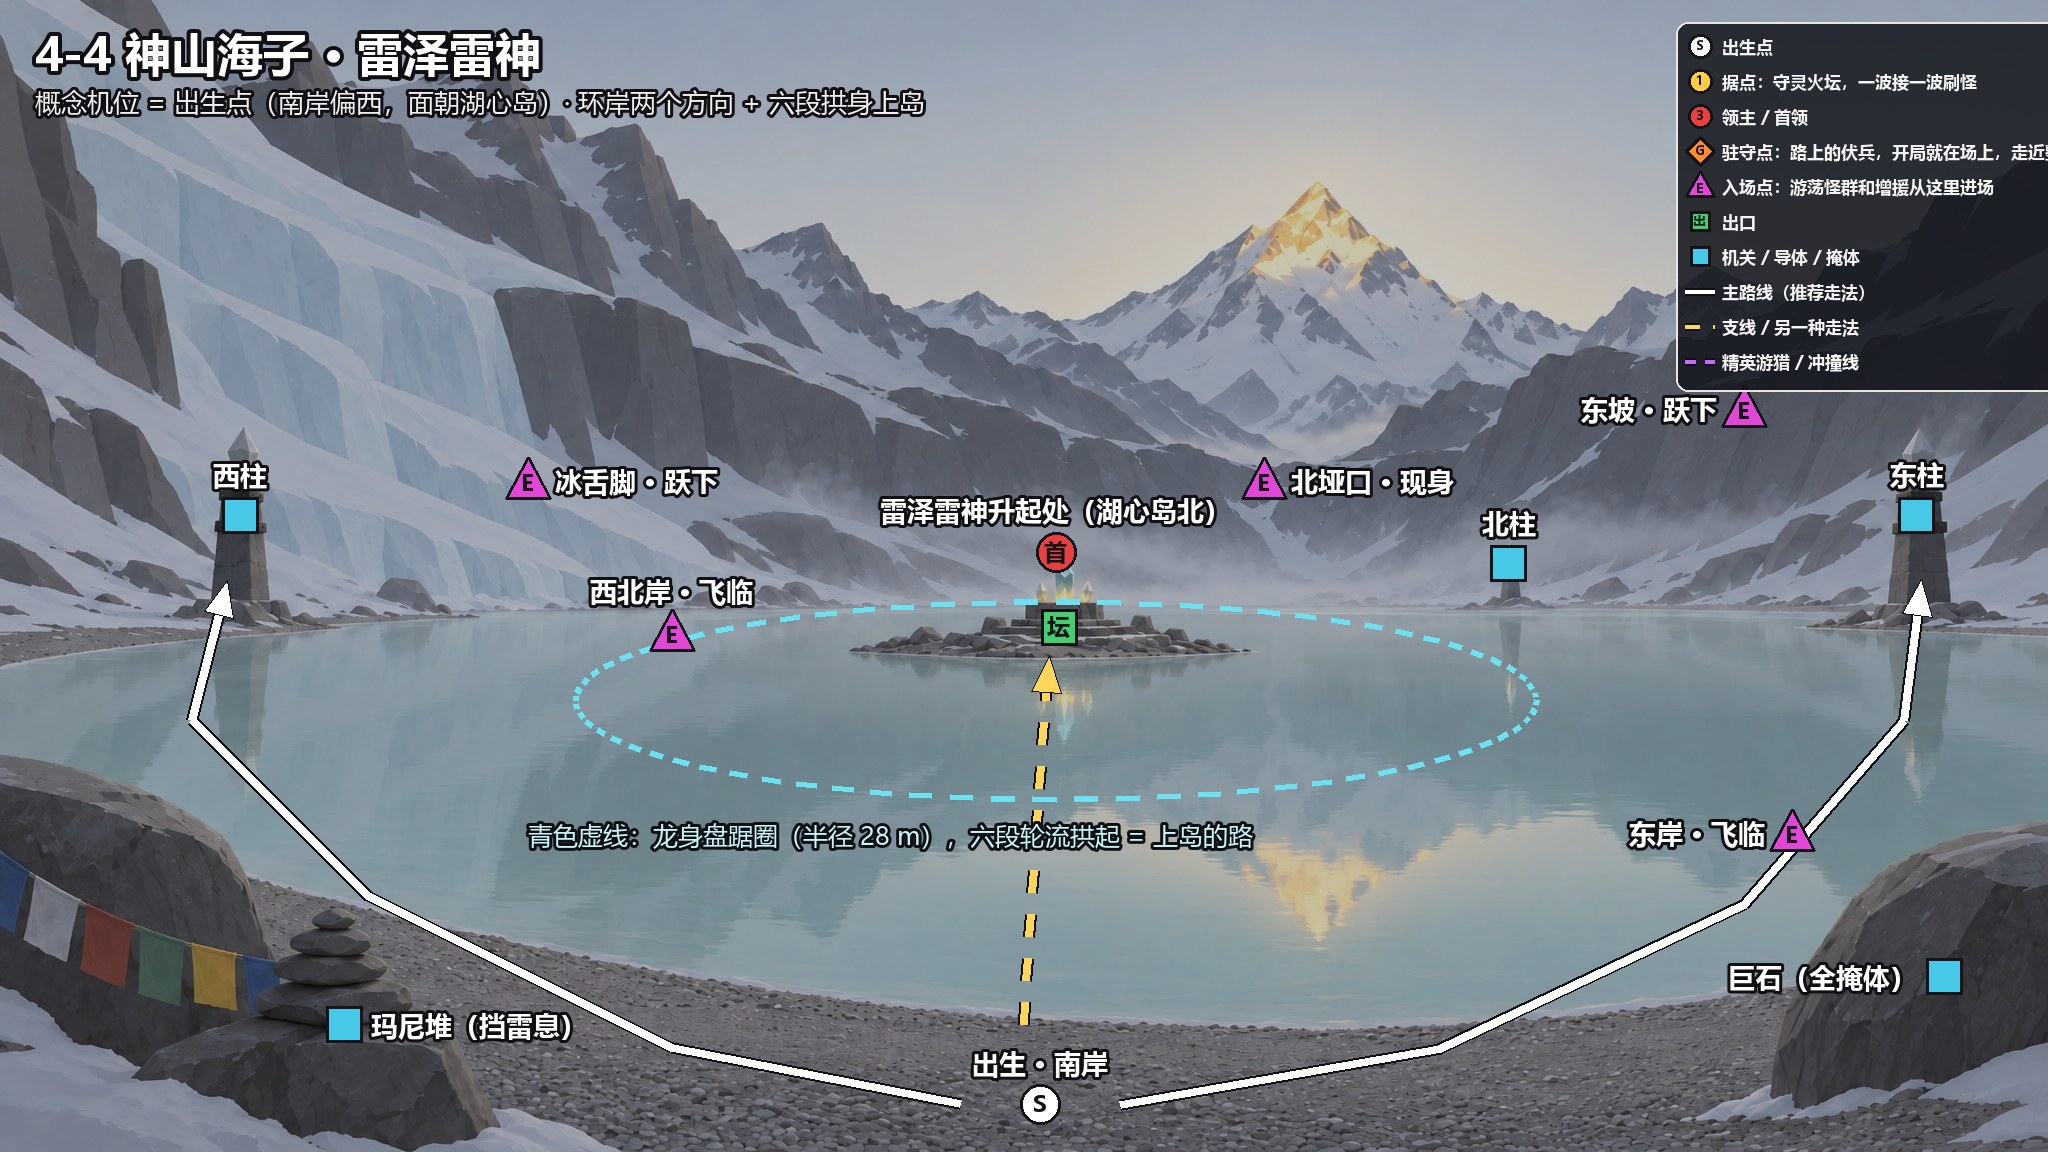 4-4 神山海子·雷泽雷神
概念机位 = 出生点（南岸偏西，面朝湖心岛）· 环岸两个方向 + 六段拱身上岛
S 出生点
1 据点：守灵火坛，一波接一波刷怪
3 领主 / 首领
G 驻守点：路上的伏兵，开局就在场上，走近
E 入场点：游荡怪群和增援从这里进场
出 出口
机关 / 导体 / 掩体
主路线（推荐走法）
支线 / 另一种走法
精英游猎 / 冲撞线
东坡·跃下 E
西柱
E 冰舌脚·跃下
E 北垭口·现身
东柱
雷泽雷神升起处（湖心岛北）
北柱
首
西北岸·飞临
E
坛
青色虚线：龙身盘踞圈（半径 28 m），六段轮流拱起 = 上岛的路
东岸·飞临 E
巨石（全掩体）
玛尼堆（挡雷息）
出生·南岸
S